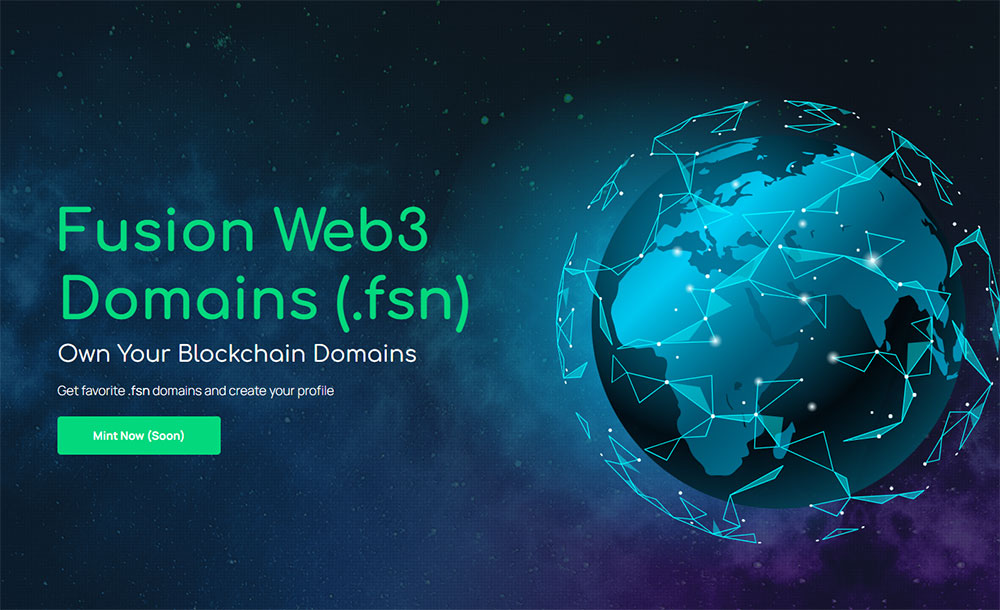 Fusion Web3
Domains (.fsn)
Own Your Blockchain Domains
Get favorite .fsn domains and create your profile
Mint Now (Soon)